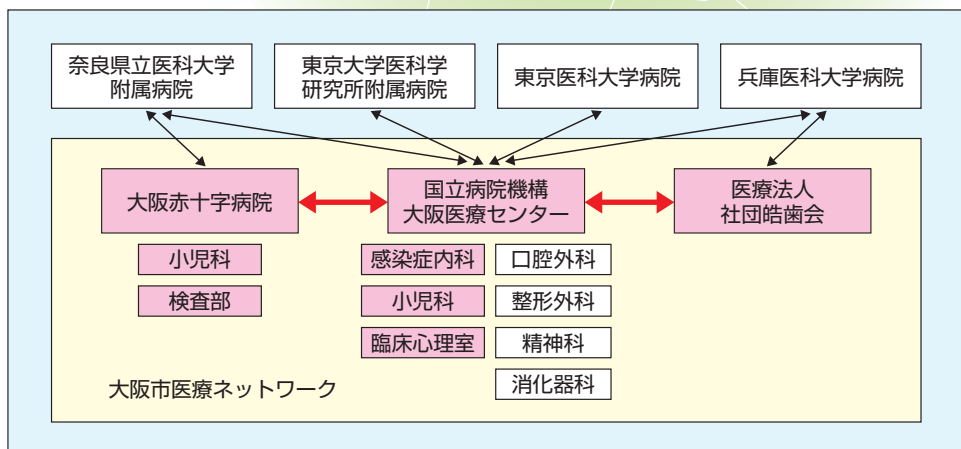 奈良県立医科大学
附属病院
東京大学医科学
研究所附属病院
東京医科大学病院
兵庫医科大学病院
大阪赤十字病院
国立病院機構
大阪医療センター
医療法人
社団皓歯会
小児科
検査部
感染症内科
口腔外科
小児科
整形外科
臨床心理室
精神科
消化器科
大阪市医療ネットワーク